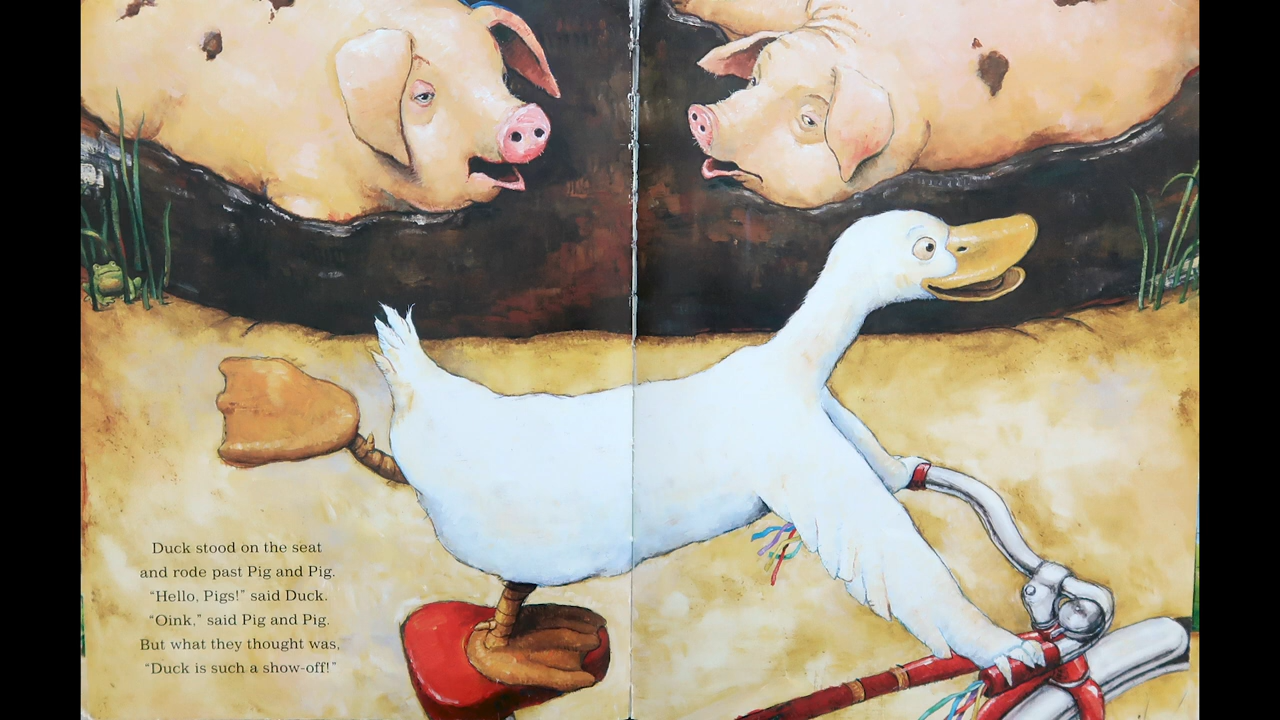 Duck stood on the seat
and rode past Pig and Pig.
“Hello, Pigs!” said Duck.
“Oink,” said Pig and Pig.
But what they thought was,
“Duck is such a show-off!”